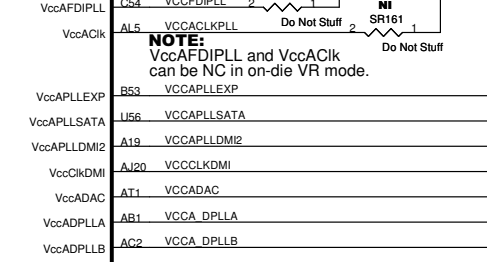 VccAFDIPLL C54 VCCFDIPLL 2 1 NI
Do Not Stuff
SR161
VccAClk AL5 VCCACLKPLL 2 1
Do Not Stuff
NOTE:
VccAFDIPLL and VccAClk
can be NC in on-die VR mode.
VccAPLLEXP B53 VCCAPLLEXP
VccAPLLSATA U56 VCCAPLLSATA
VccAPLLDMI2 A19 VCCAPLLDMI2
VccClkDMI AJ20 VCCCLKDMI
VccADAC AT1 VCCADAC
VccADPLLA AB1 VCCA_DPLLA
VccADPLLB AC2 VCCA_DPLLB